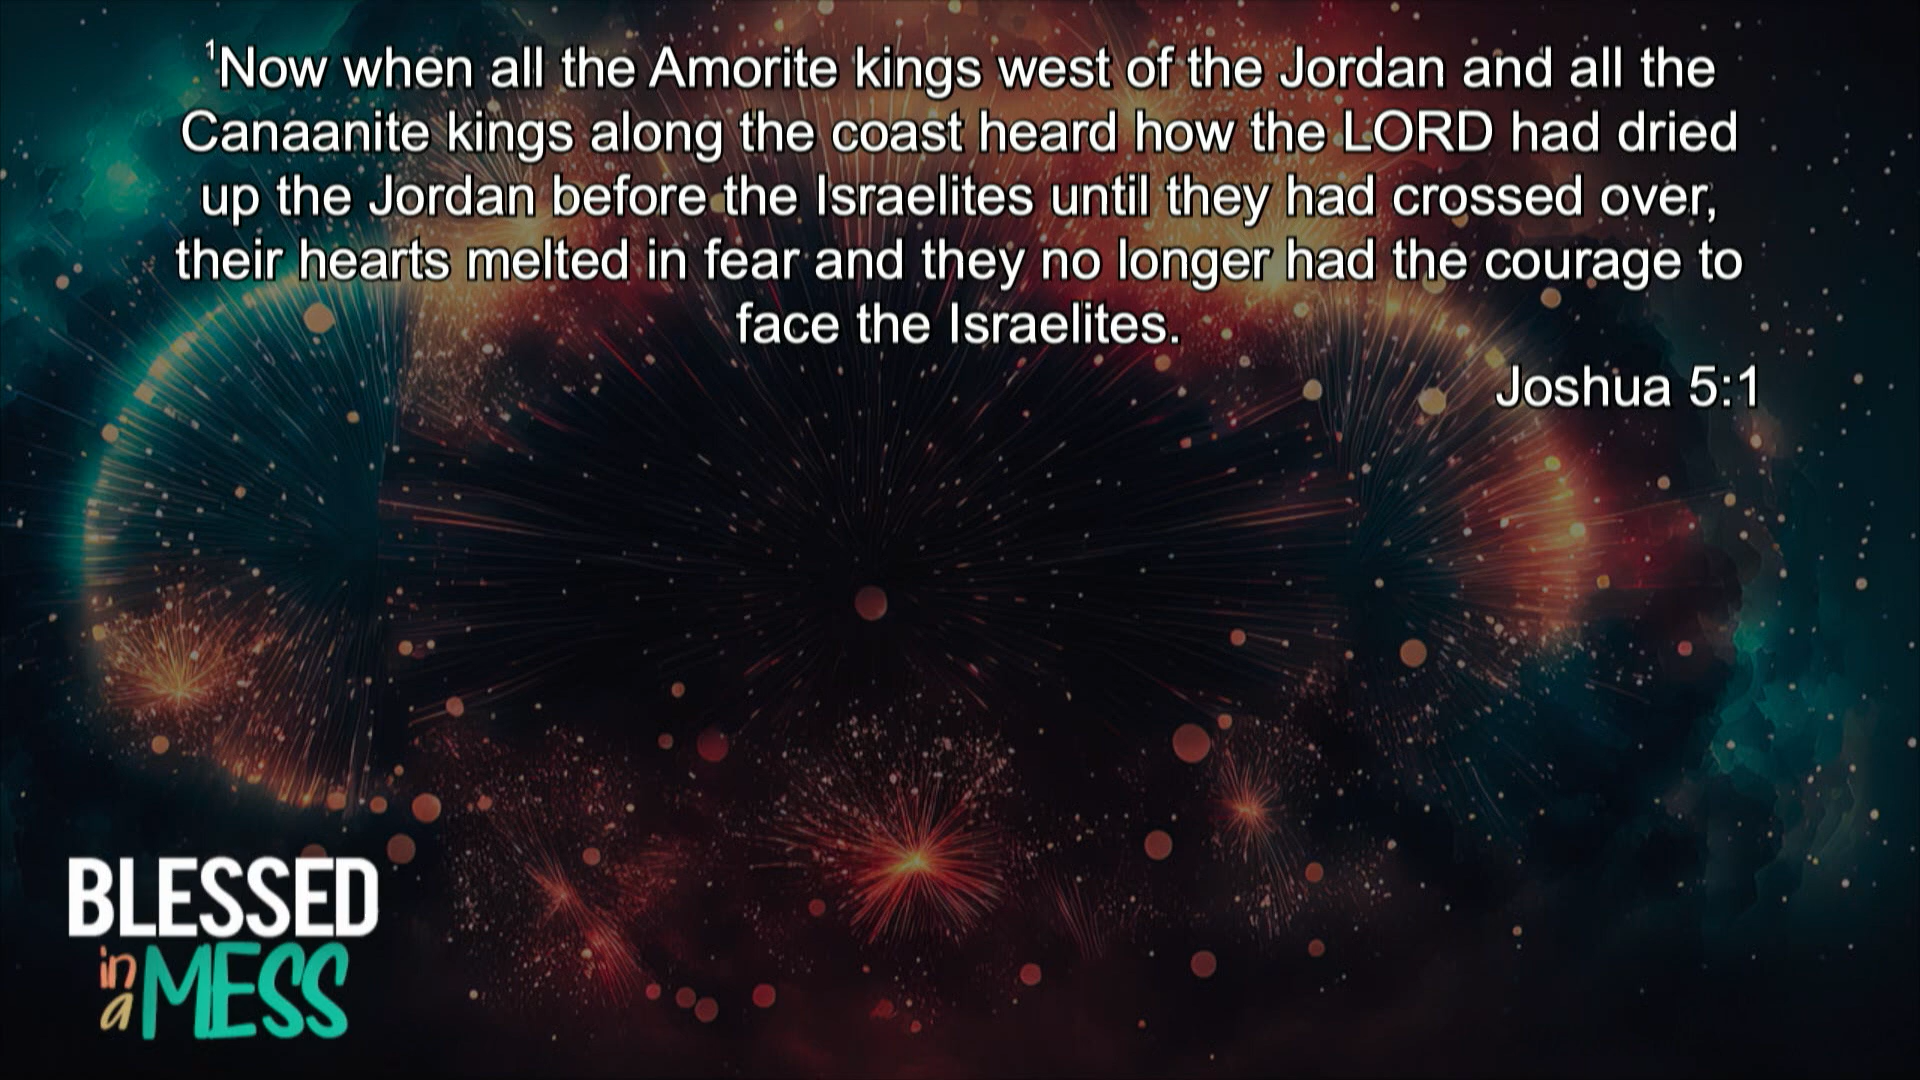 ¹Now when all the Amorite kings west of the Jordan and all the
Canaanite kings along the coast heard how the LORD had dried
up the Jordan before the Israelites until they had crossed over,
their hearts melted in fear and they no longer had the courage to
face the Israelites.
Joshua 5:1
BLESSED
in a MESS